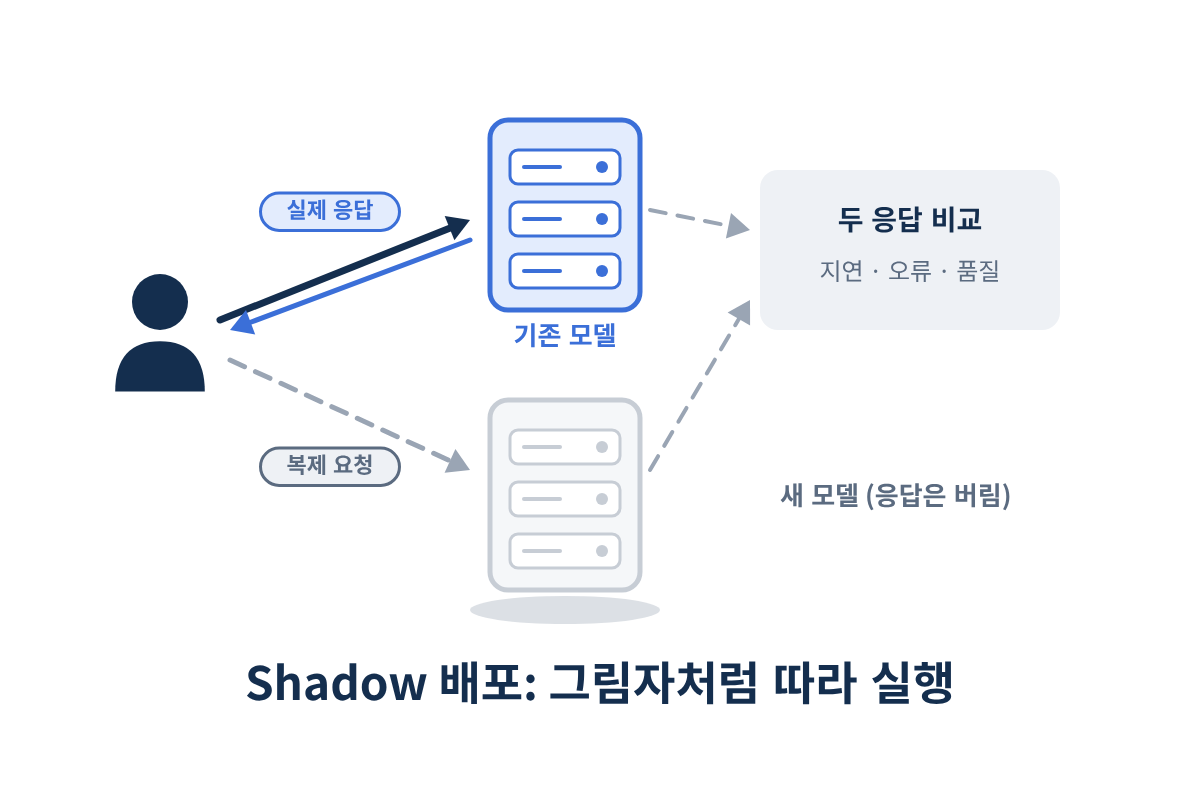 실제 응답
기존 모델
두 응답 비교
지연 · 오류 · 품질
복제 요청
새 모델 (응답은 버림)
Shadow 배포: 그림자처럼 따라 실행